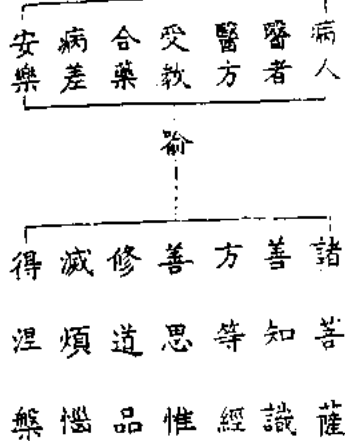 病人
醫者
醫方
受教
合藥
病差
安樂
喻
諸菩薩
善知識
方等經
善思惟
修道品
滅煩惱
得涅槃